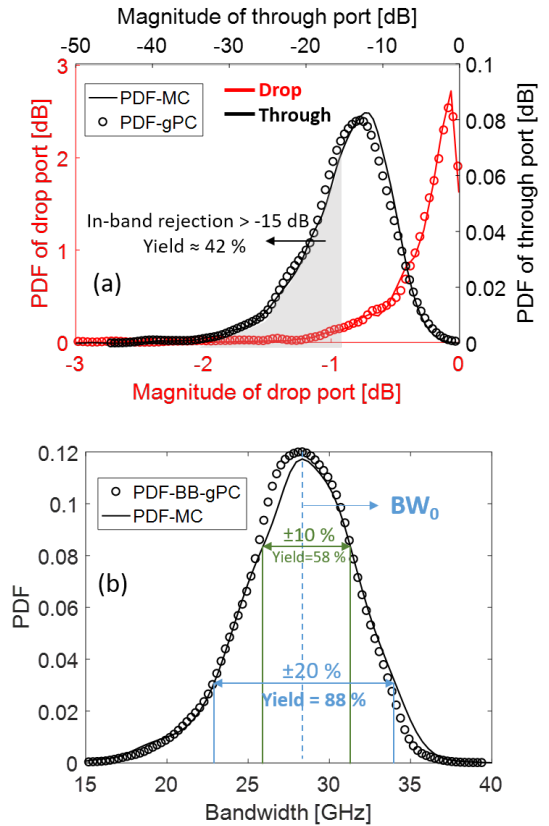 Magnitude of through port [dB]
-50 -40 -30 -20 -10 0
3 0.1
PDF-MC
PDF-gPC
Drop
Through
0.08
2
0.06
In-band rejection > -15 dB
Yield ≈ 42 %
0.04
1
(a)
0.02
0 0
-3 -2 -1 0
PDF of drop port [dB]
PDF of through port [dB]
Magnitude of drop port [dB]
0.12
PDF-BB-gPC
PDF-MC
0.1
BW0
±10 %
Yield=58 %
0.08
(b)
PDF
0.06
0.04
±20 %
Yield = 88 %
0.02
0
15 20 25 30 35 40
Bandwidth [GHz]